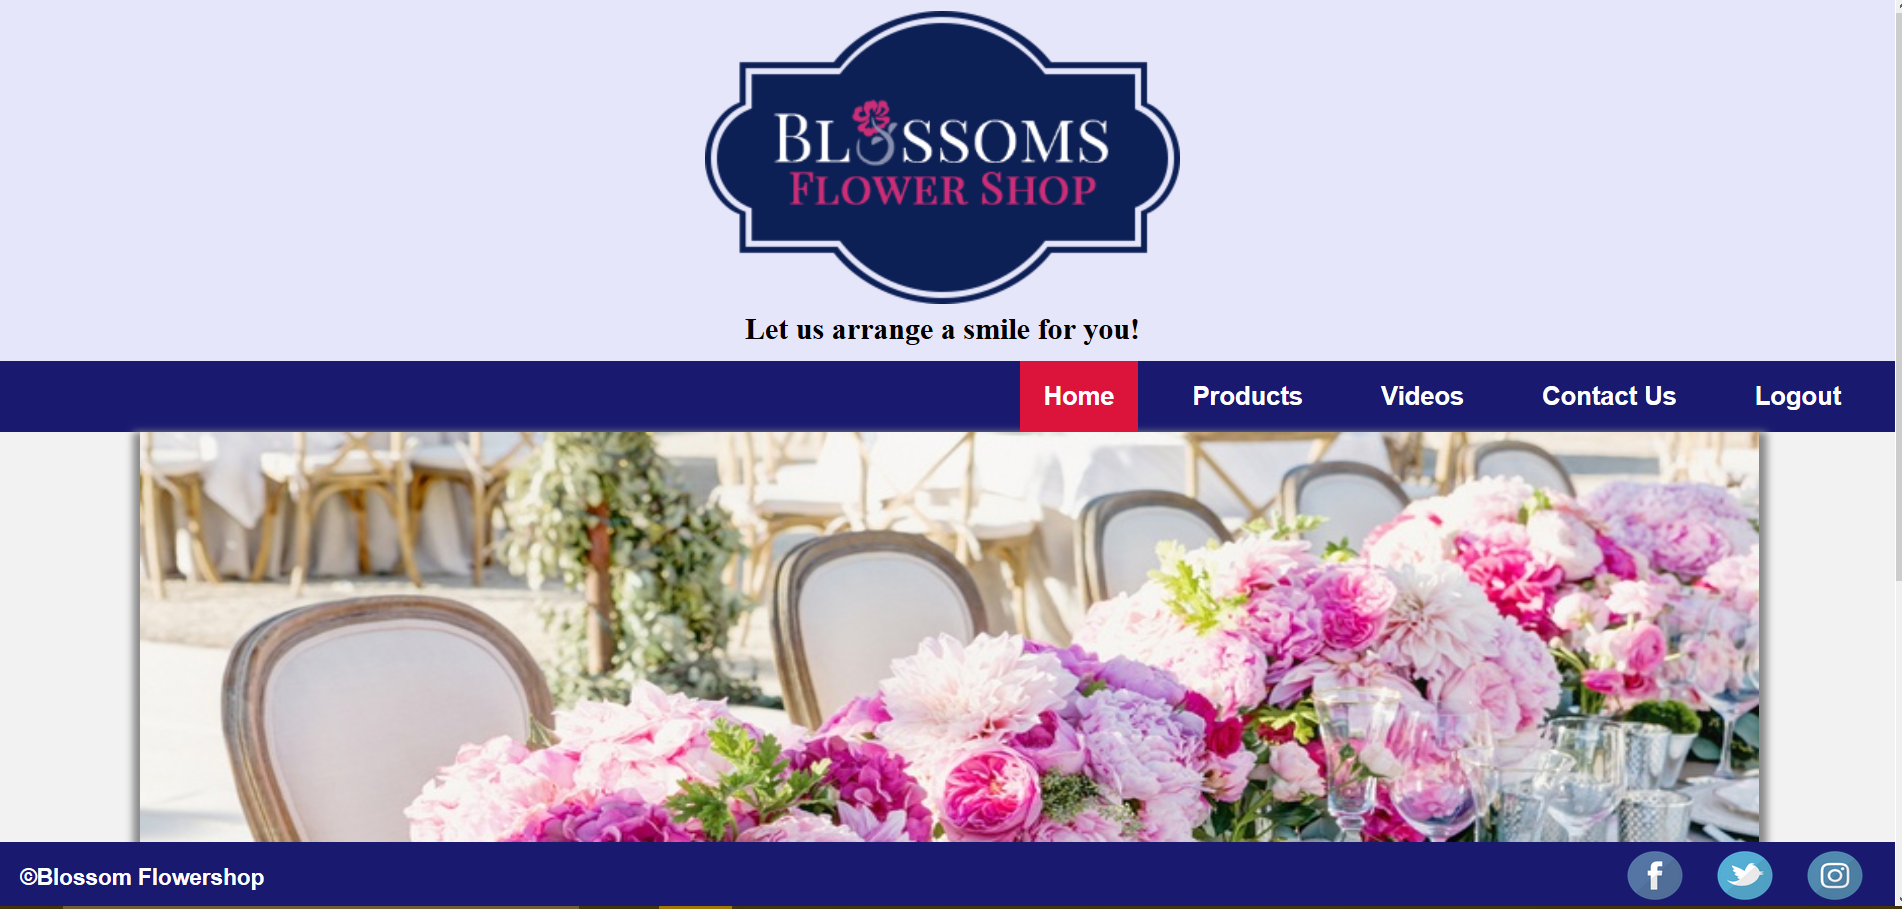 BLOSSOMS
FLOWER SHOP
Let us arrange a smile for you!
Home Products Videos Contact Us Logout
©Blossom Flowershop